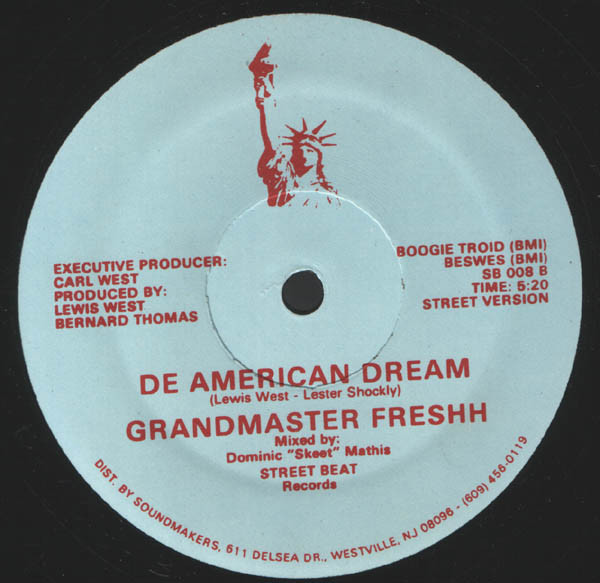 EXECUTIVE PRODUCER:
CARL WEST
PRODUCED BY:
LEWIS WEST
BERNARD THOMAS
BOOGIE TROID (BMI)
BESWES (BMI)
SB 008 B
TIME: 5:20
STREET VERSION
DE AMERICAN DREAM
(Lewis West - Lester Shockly)
GRANDMASTER FRESHH
Mixed by:
Dominic "Skeet" Mathis
STREET BEAT
Records
DIST. BY SOUNDMAKERS, 611 DELSEA DR., WESTVILLE, NJ 08096 - (609) 456-0119